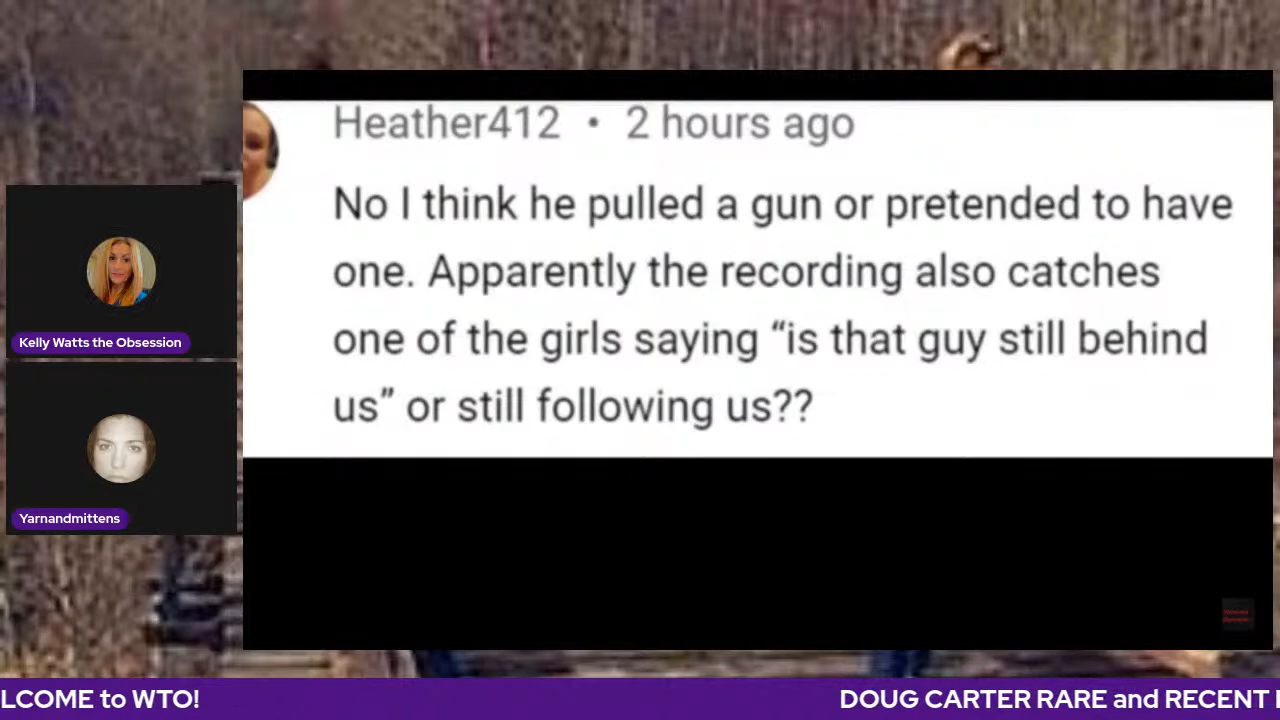 Heather412 • 2 hours ago
No I think he pulled a gun or pretended to have
one. Apparently the recording also catches
one of the girls saying “is that guy still behind
us” or still following us??
Kelly Watts the Obsession
Yarnandmittens
LCOME to WTO!
DOUG CARTER RARE and RECENT